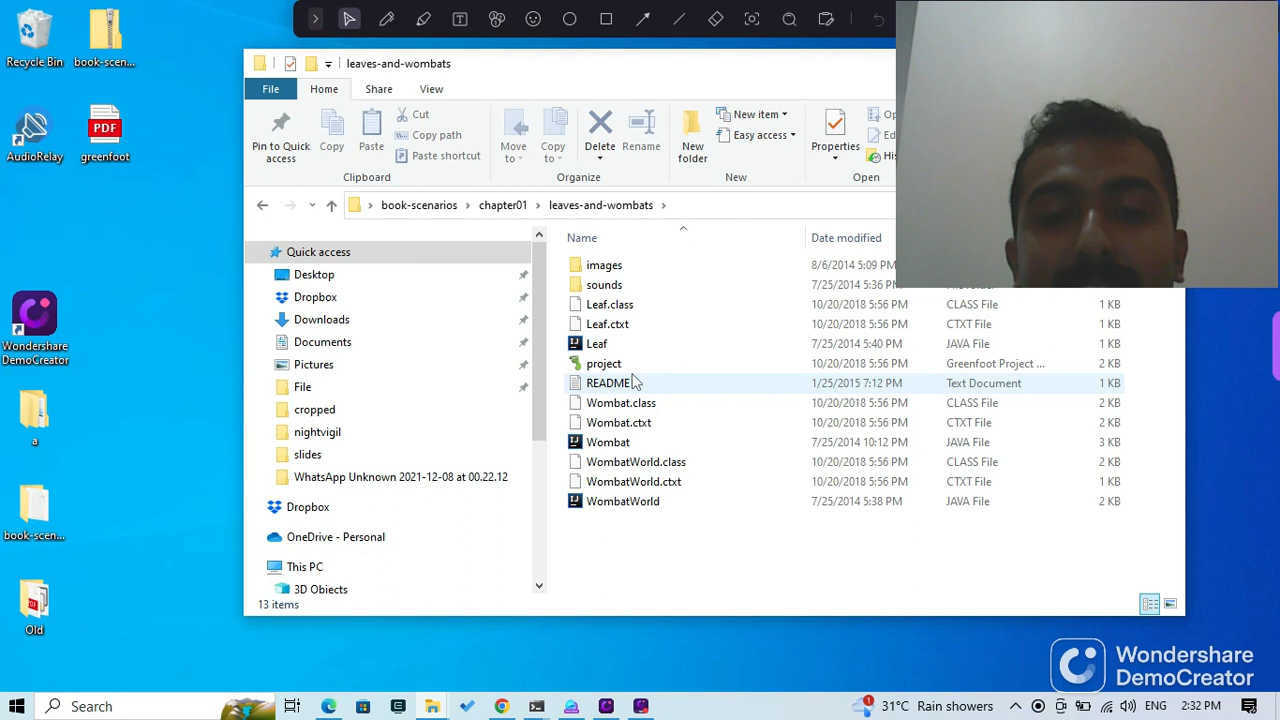 Recycle Bin
book-scen...
AudioRelay
PDF
greenfoot
Wondershare
DemoCreator
a
book-scen...
PDF
Old
leaves-and-wombats
File
Home
Share
View
Pin to Quick
access
Copy
Paste
Cut
Copy path
Paste shortcut
Clipboard
Move
to
Copy
to
Delete
Rename
Organize
New
folder
New item
Easy access
New
Properties
Op
Ed
His
Open
book-scenarios > chapter01 > leaves-and-wombats >
Quick access
Desktop
Dropbox
Downloads
Documents
Pictures
File
cropped
nightvigil
slides
WhatsApp Unknown 2021-12-08 at 00.22.12
Dropbox
OneDrive - Personal
This PC
3D Objects
13 items
Name Date modified
images 8/6/2014 5:09 PM
sounds 7/25/2014 5:36 PM
Leaf.class 10/20/2018 5:56 PM CLASS File 1 KB
Leaf.ctxt 10/20/2018 5:56 PM CTXT File 1 KB
Leaf 7/25/2014 5:40 PM JAVA File 1 KB
project 10/20/2018 5:56 PM Greenfoot Project ... 2 KB
README 1/25/2015 7:12 PM Text Document 1 KB
Wombat.class 10/20/2018 5:56 PM CLASS File 2 KB
Wombat.ctxt 10/20/2018 5:56 PM CTXT File 2 KB
Wombat 7/25/2014 10:12 PM JAVA File 3 KB
WombatWorld.class 10/20/2018 5:56 PM CLASS File 2 KB
WombatWorld.ctxt 10/20/2018 5:56 PM CTXT File 1 KB
WombatWorld 7/25/2014 5:38 PM JAVA File 2 KB
Wondershare
DemoCreator
Search
1
31°C Rain showers
ENG
2:32 PM